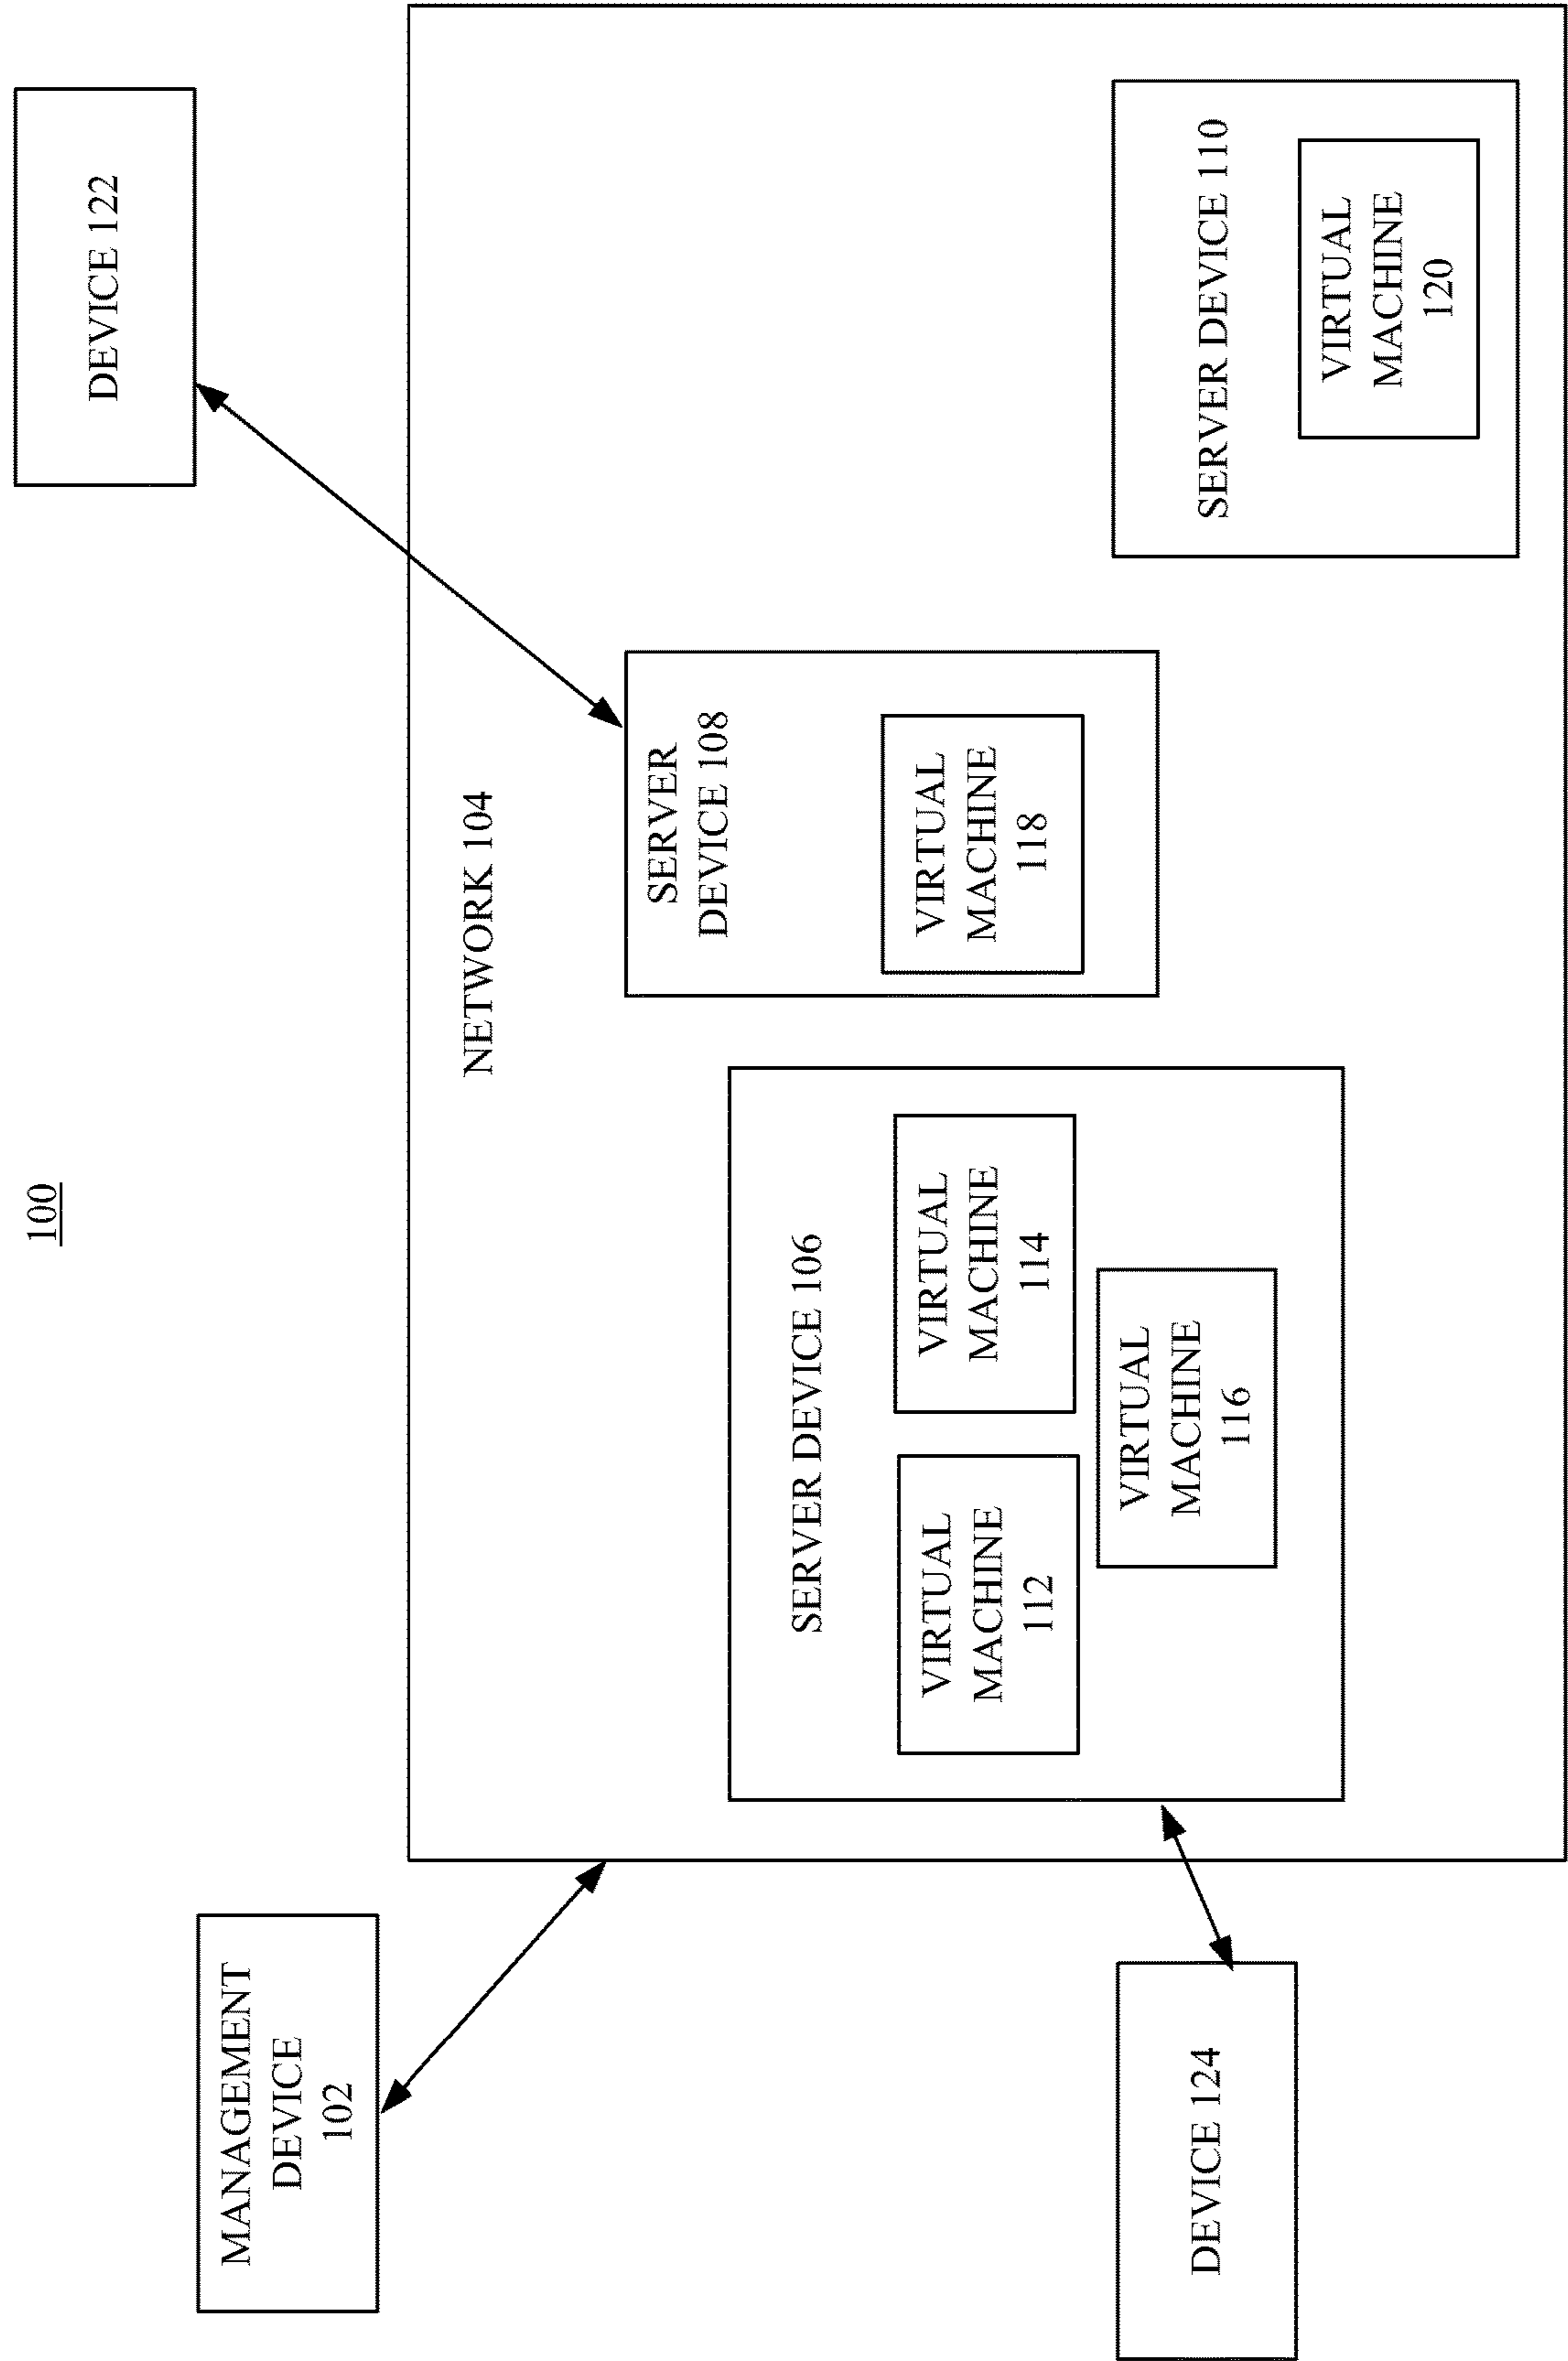 100
MANAGEMENT
DEVICE
102
DEVICE 122
NETWORK 104
SERVER DEVICE 106
VIRTUAL
MACHINE
112
VIRTUAL
MACHINE
114
VIRTUAL
MACHINE
116
SERVER
DEVICE 108
VIRTUAL
MACHINE
118
SERVER DEVICE 110
VIRTUAL
MACHINE
120
DEVICE 124